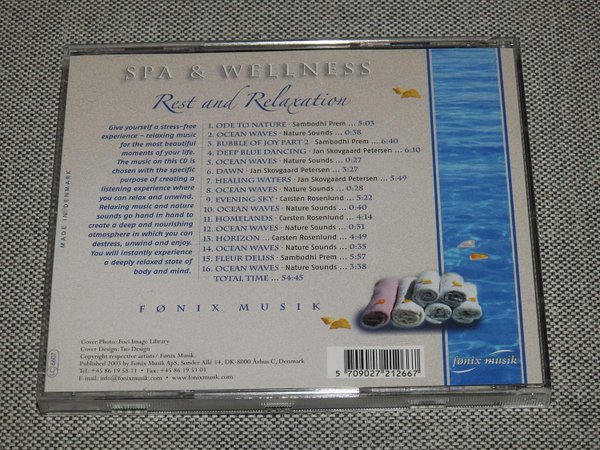 SPA & WELLNESS
Rest and Relaxation
Give yourself a stress-free
experience – relaxing music
for the most beautiful
moments of your life.
The music on this CD is
chosen with the specific
purpose of creating a
listening experience where
you can relax and unwind.
Relaxing music and nature
sounds go hand in hand to
create a deep and nourishing
atmosphere in which you can
destress, unwind and enjoy.
You will instantly experience
a deeply relaxed state of
body and mind.
1. ODE TO NATURE · Sambodhi Prem ... 5:03
2. OCEAN WAVES · Nature Sounds ... 0:38
3. BUBBLE OF JOY PART 2 · Sambodhi Prem ... 6:40
4. DEEP BLUE DANCING · Jan Skovgaard Petersen ... 6:10
5. OCEAN WAVES · Nature Sounds ... 0:27
6. DAWN · Jan Skovgaard Petersen ... 3:27
7. HEALING WATERS · Jan Skovgaard Petersen ... 5:49
8. OCEAN WAVES · Nature Sounds ... 0:28
9. EVENING SKY · Carsten Rosenlund ... 5:22
10. OCEAN WAVES · Nature Sounds ... 0:40
11. HOMELANDS · Carsten Rosenlund ... 4:14
12. OCEAN WAVES · Nature Sounds ... 0:31
13. HORIZON ... Carsten Rosenlund ... 4:49
14. OCEAN WAVES · Nature Sounds ... 0:35
15. FLEUR DELISS · Sambodhi Prem ... 5:57
16. OCEAN WAVES · Nature Sounds ... 3:38
TOTAL TIME ... 54:45
MADE IN DENMARK
FØNIX MUSIK
Cover Photo: Foci Image Library
Cover Design: Tao Design
Copyright respective artists/ Fønix Musik
Published 2003 by Fønix Musik ApS, Sønder Allé 14, DK-8000 Århus C, Denmark
Tel: +45 86 19 58 11 · Fax: +45 86 19 51 01
E-mail: info@fonixmusik.com · www.fonixmusik.com
5 709027 212667
fønix musik